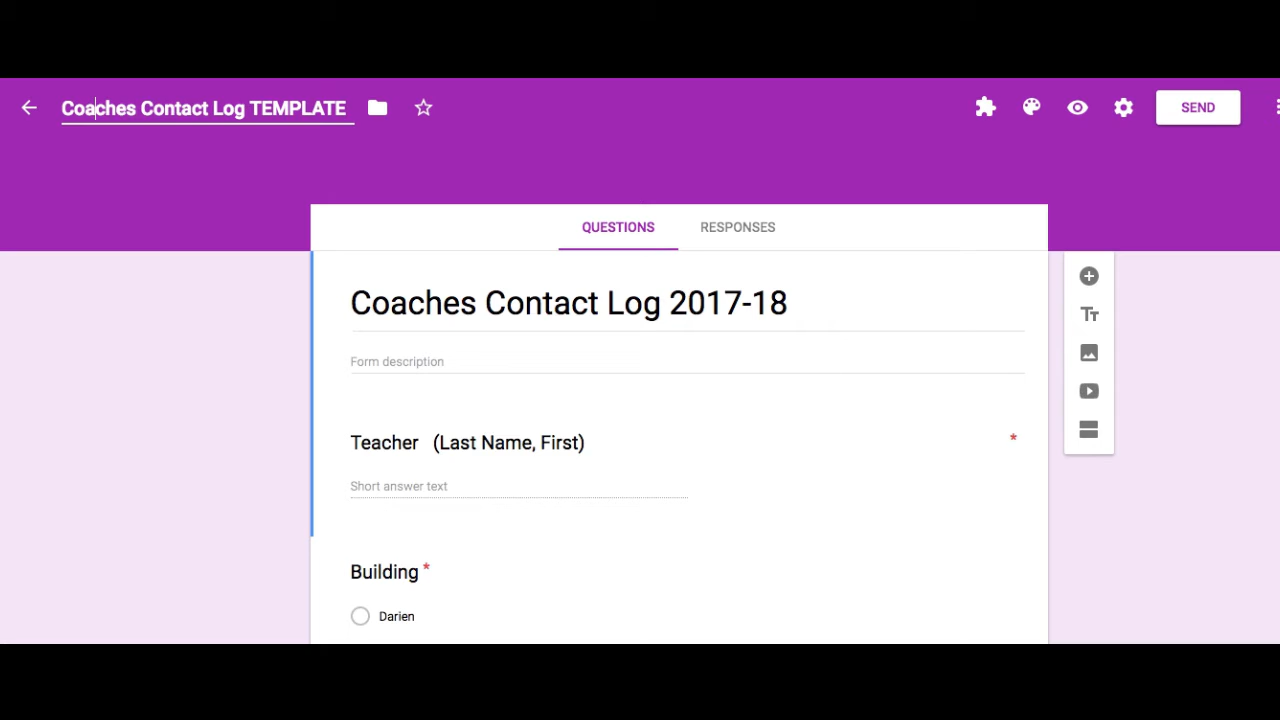 Coaches Contact Log TEMPLATE
SEND
QUESTIONS
RESPONSES
Coaches Contact Log 2017-18
Form description
Teacher (Last Name, First) *
Short answer text
Building *
Darien